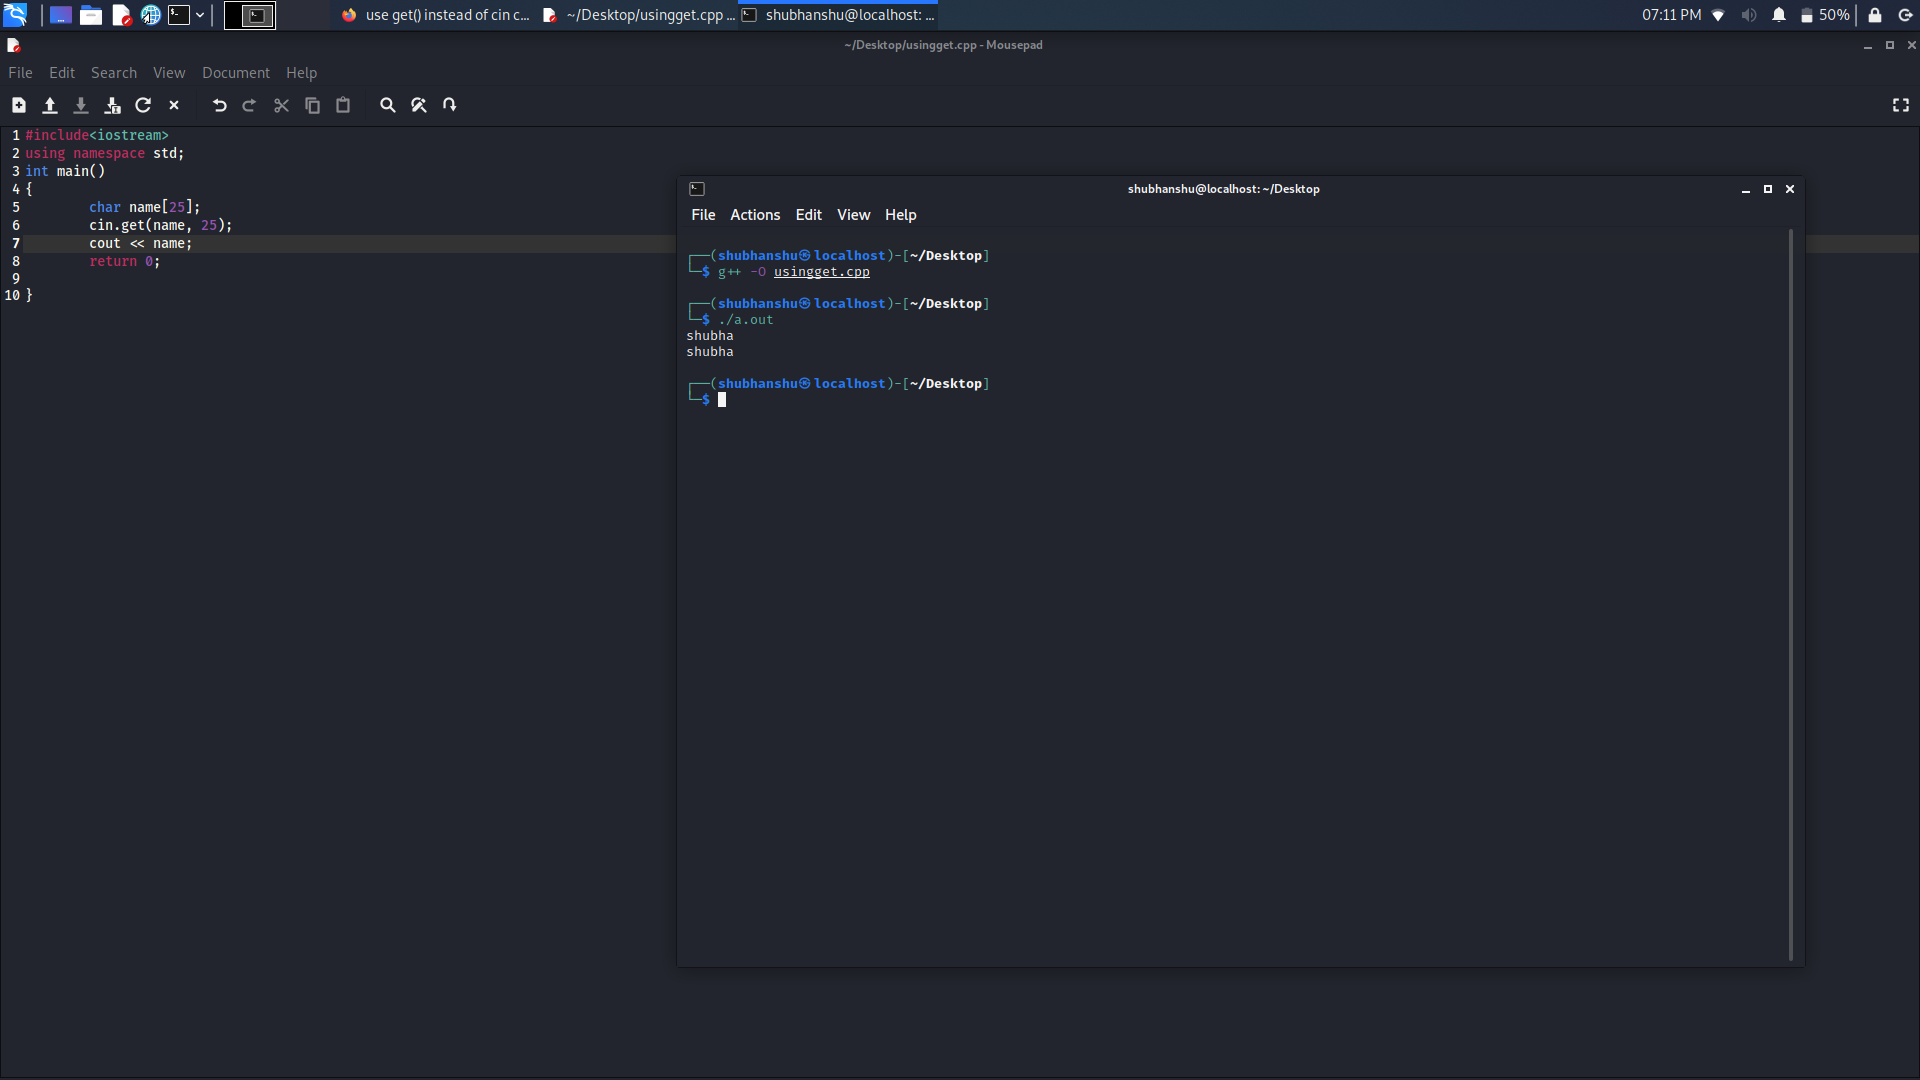 use get() instead of cin c... ~/Desktop/usingget.cpp ... shubhanshu@localhost: ... 07:11 PM 50%
~/Desktop/usingget.cpp - Mousepad
File Edit Search View Document Help
1 #include<iostream>
2 using namespace std;
3 int main()
4 {
5 char name[25];
6 cin.get(name, 25);
7 cout << name;
8 return 0;
9
10 }
shubhanshu@localhost: ~/Desktop
File Actions Edit View Help
┌──(shubhanshu㉿localhost)-[~/Desktop]
└─$ g++ -O usingget.cpp
┌──(shubhanshu㉿localhost)-[~/Desktop]
└─$ ./a.out
shubha
shubha
┌──(shubhanshu㉿localhost)-[~/Desktop]
└─$